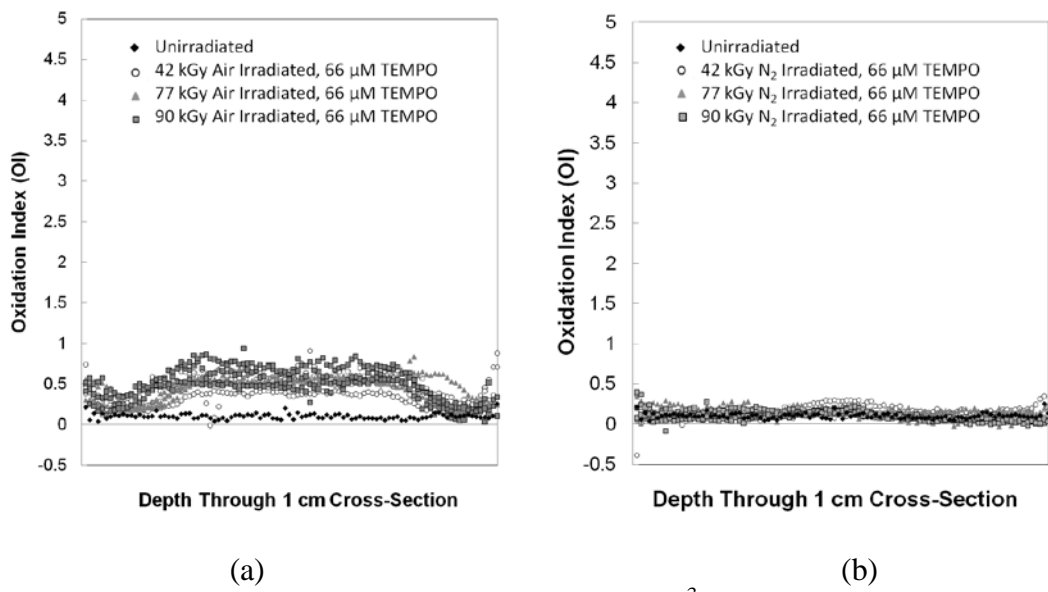 5
4.5
4
3.5
3
2.5
2
1.5
1
0.5
0
-0.5
Oxidation Index (OI)
Unirradiated
42 kGy Air Irradiated, 66 µM TEMPO
77 kGy Air Irradiated, 66 µM TEMPO
90 kGy Air Irradiated, 66 µM TEMPO
Depth Through 1 cm Cross-Section
(a)
5
4.5
4
3.5
3
2.5
2
1.5
1
0.5
0
-0.5
Oxidation Index (OI)
Unirradiated
42 kGy N₂ Irradiated, 66 µM TEMPO
77 kGy N₂ Irradiated, 66 µM TEMPO
90 kGy N₂ Irradiated, 66 µM TEMPO
Depth Through 1 cm Cross-Section
(b)
3